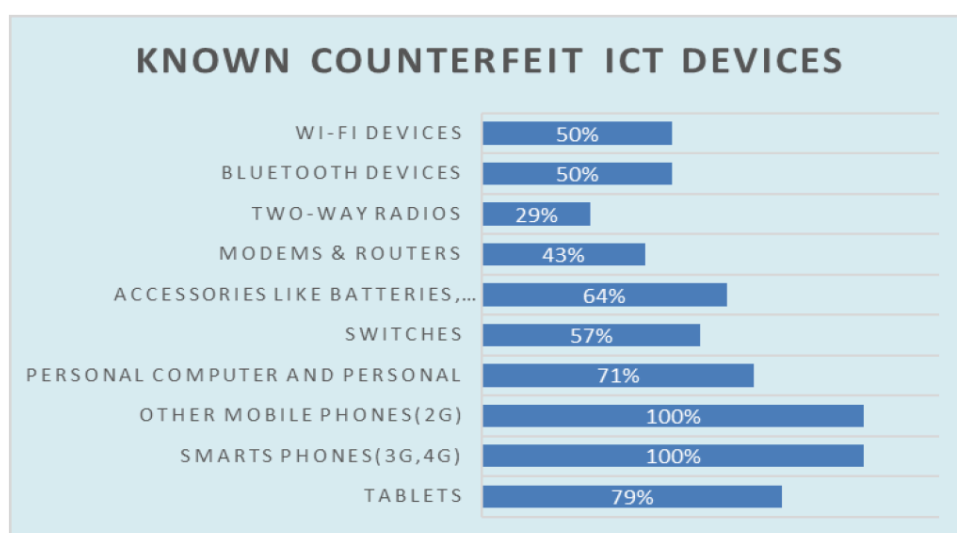 KNOWN COUNTERFEIT ICT DEVICES
WI-FI DEVICES 50%
BLUETOOTH DEVICES 50%
TWO-WAY RADIOS 29%
MODEMS & ROUTERS 43%
ACCESSORIES LIKE BATTERIES,... 64%
SWITCHES 57%
PERSONAL COMPUTER AND PERSONAL 71%
OTHER MOBILE PHONES(2G) 100%
SMARTS PHONES(3G,4G) 100%
TABLETS 79%